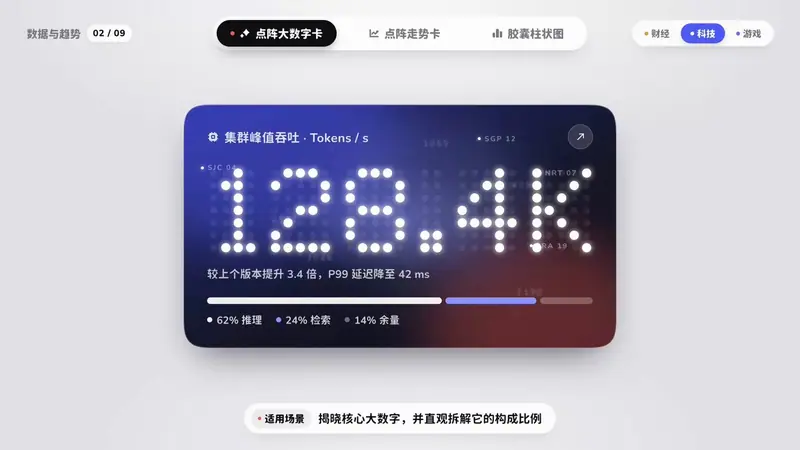 数据与趋势 02 / 09
点阵大数字卡 点阵走势卡 胶囊柱状图
财经 科技 游戏
集群峰值吞吐 · Tokens / s
SGP 12
SJC 04
NRT 07
128.4K
FRA 19
较上个版本提升 3.4 倍，P99 延迟降至 42 ms
62% 推理 24% 检索 14% 余量
适用场景 揭晓核心大数字，并直观拆解它的构成比例